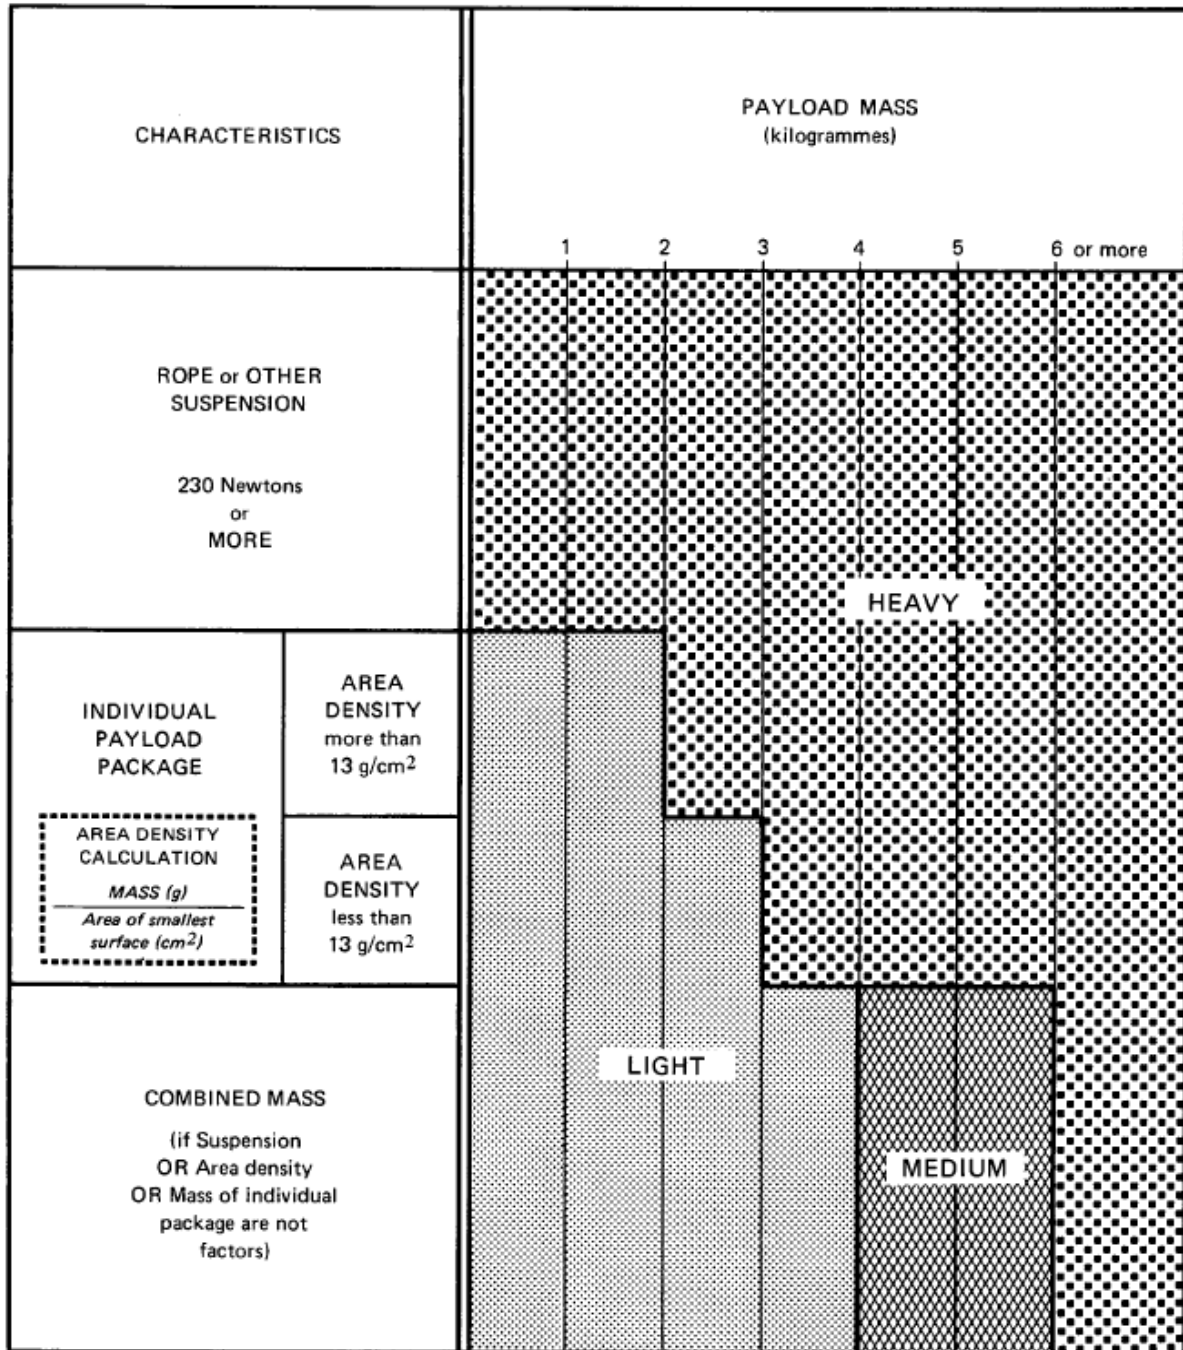 CHARACTERISTICS
PAYLOAD MASS
(kilogrammes)
1 2 3 4 5 6 or more
ROPE or OTHER
SUSPENSION
230 Newtons
or
MORE
HEAVY
INDIVIDUAL
PAYLOAD
PACKAGE
AREA
DENSITY
more than
13 g/cm²
AREA DENSITY
CALCULATION
MASS (g)
Area of smallest
surface (cm²)
AREA
DENSITY
less than
13 g/cm²
LIGHT
COMBINED MASS
(if Suspension
OR Area density
OR Mass of individual
package are not
factors)
MEDIUM